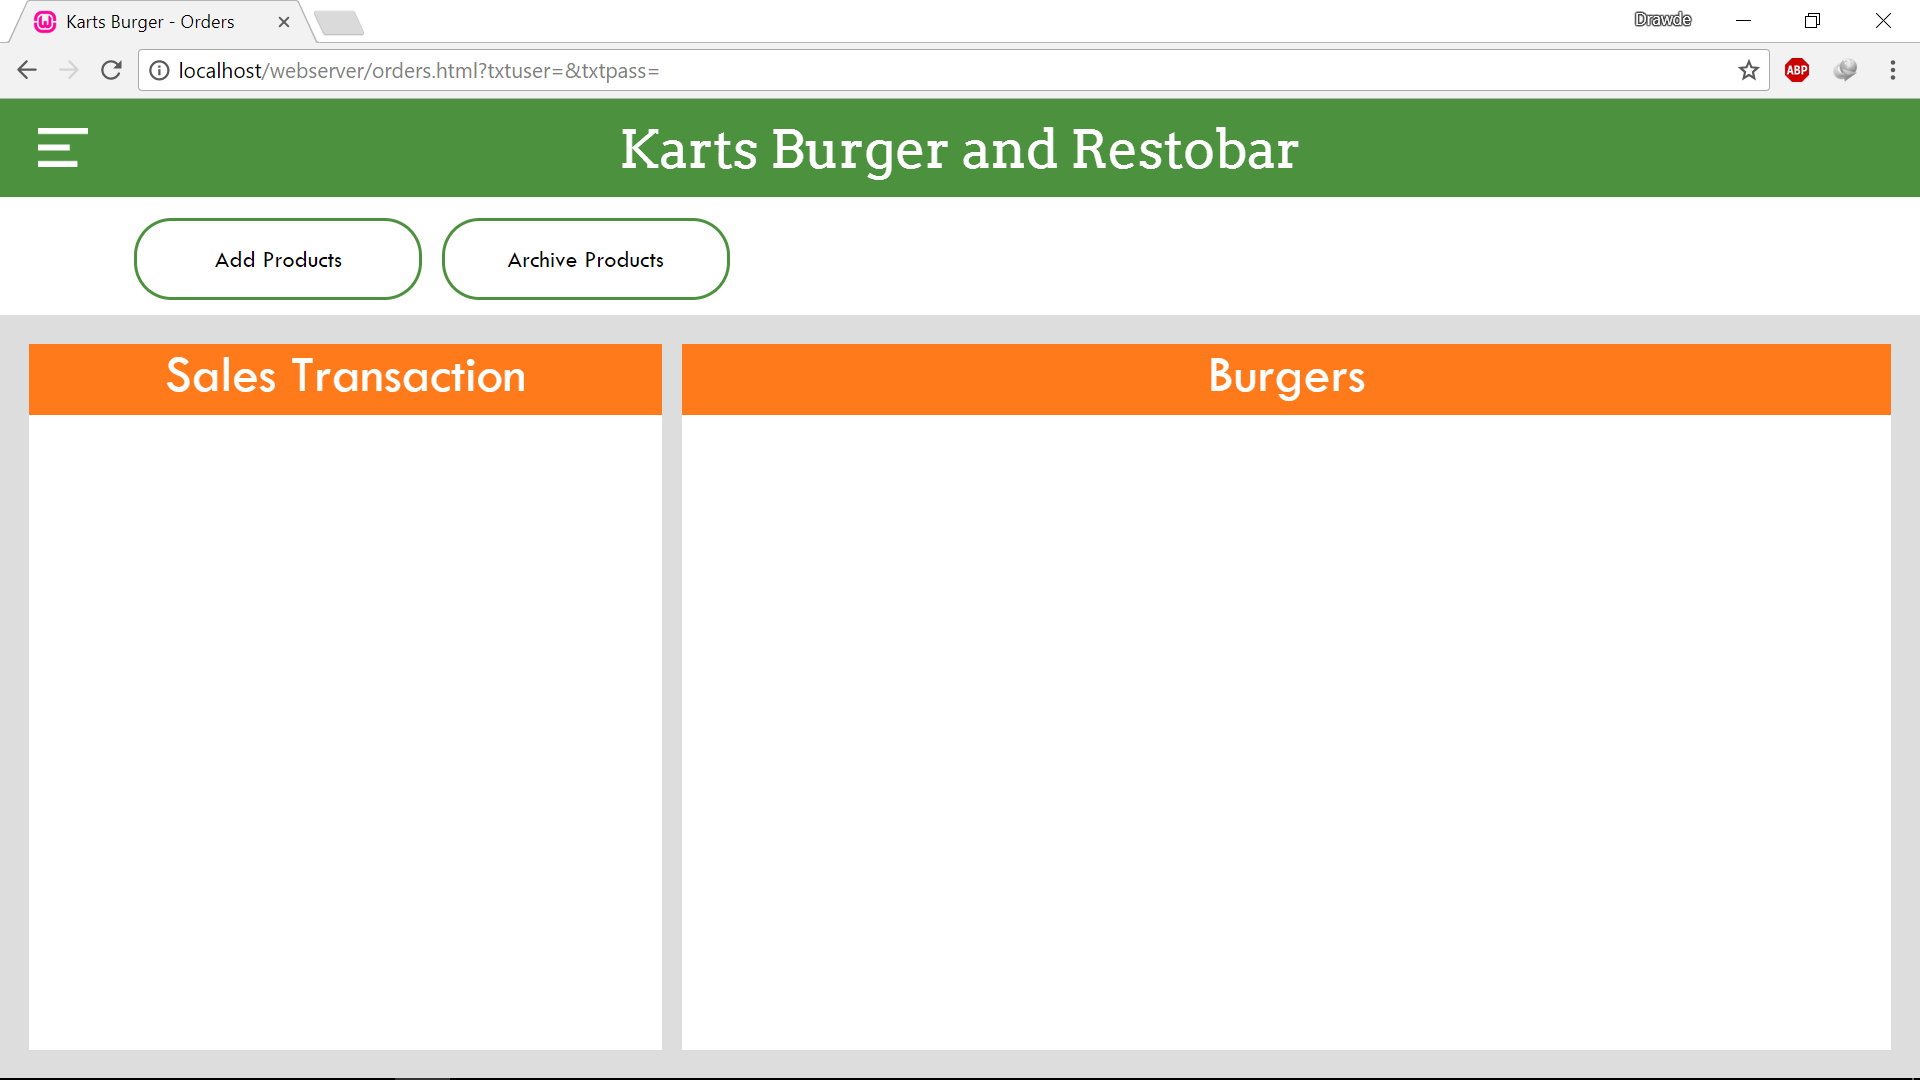 Karts Burger - Orders
Drawde
localhost/webserver/orders.html?txtuser=&txtpass=
ABP
Karts Burger and Restobar
Add Products
Archive Products
Sales Transaction
Burgers